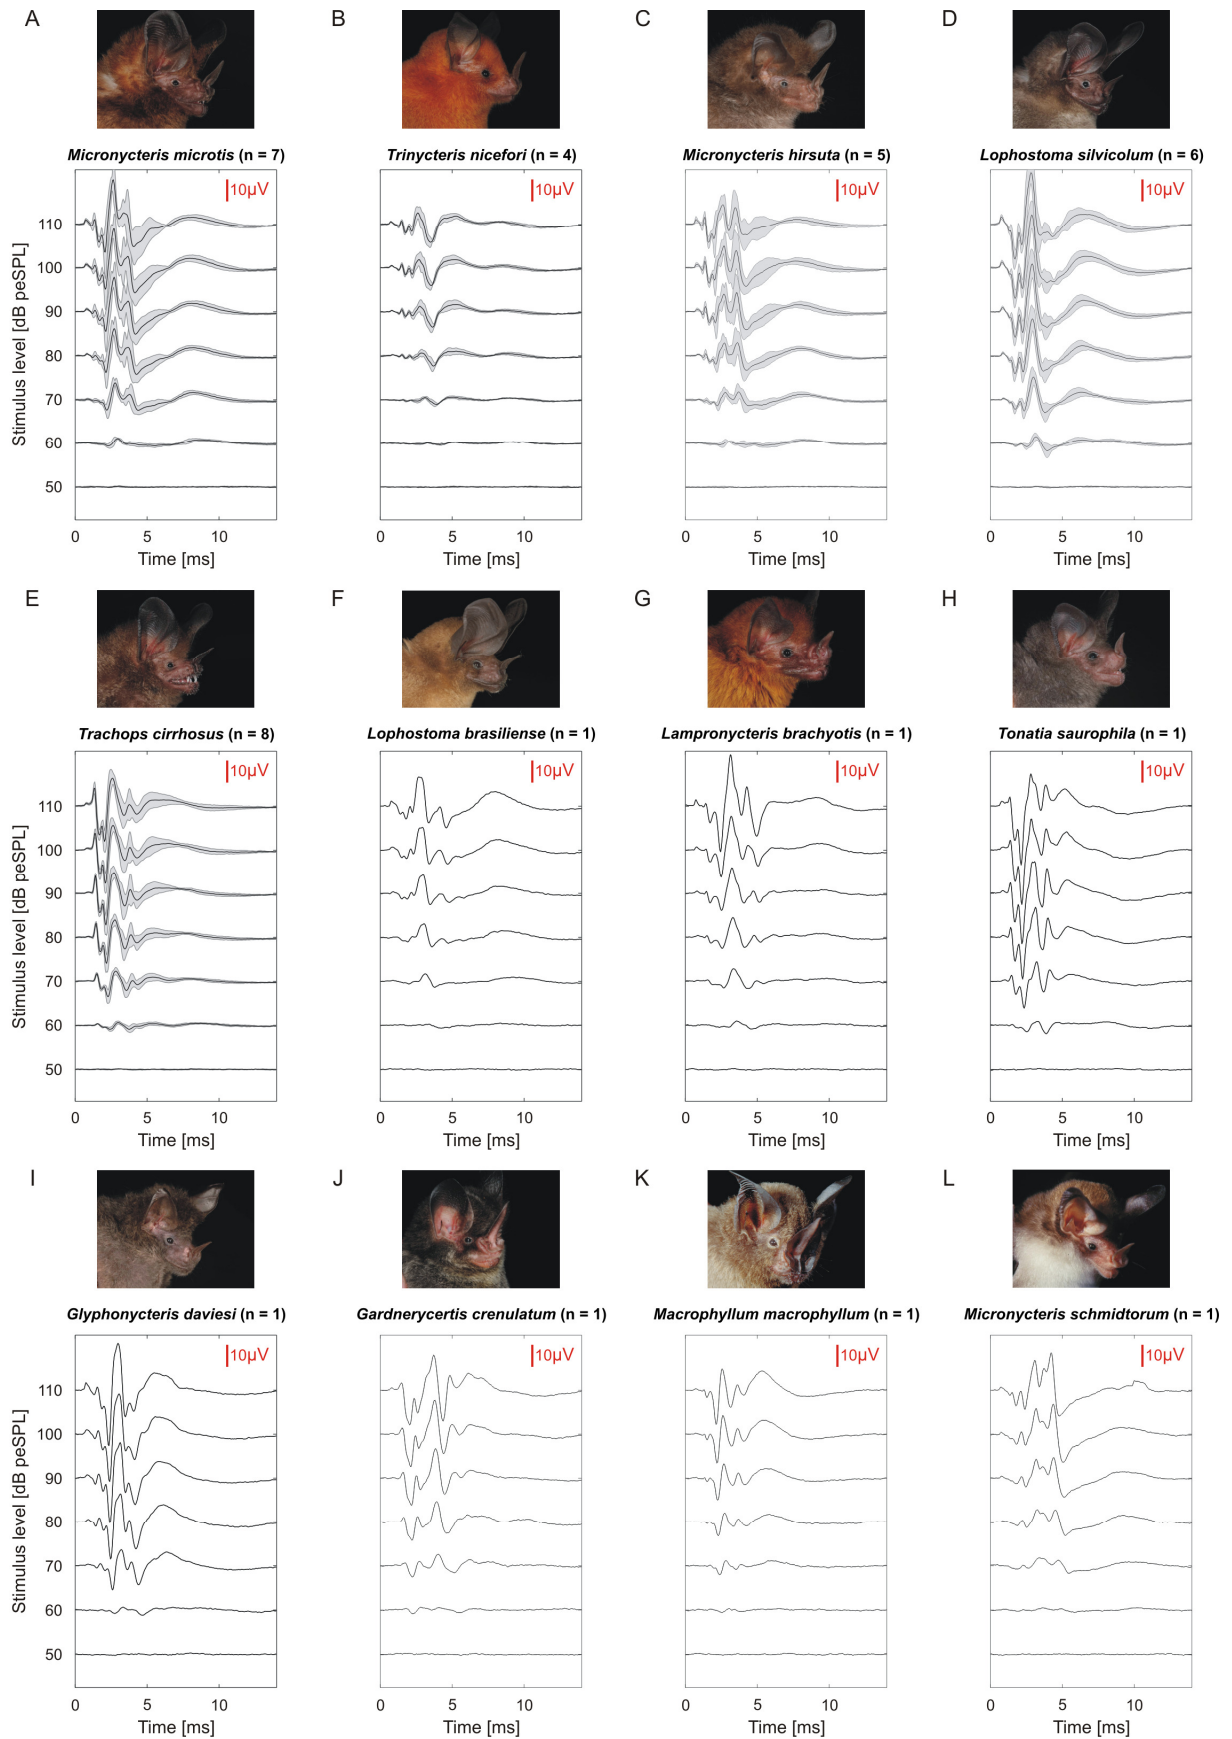 A B C D
Micronycteris microtis (n = 7) Trinycteris nicefori (n = 4) Micronycteris hirsuta (n = 5) Lophostoma silvicolum (n = 6)
10µV 10µV 10µV 10µV
Stimulus level [dB peSPL]
110
100
90
80
70
60
50
0 5 10 0 5 10 0 5 10 0 5 10
Time [ms] Time [ms] Time [ms] Time [ms]
E F G H
Trachops cirrhosus (n = 8) Lophostoma brasiliense (n = 1) Lampronycteris brachyotis (n = 1) Tonatia saurophila (n = 1)
10µV 10µV 10µV 10µV
Stimulus level [dB peSPL]
110
100
90
80
70
60
50
0 5 10 0 5 10 0 5 10 0 5 10
Time [ms] Time [ms] Time [ms] Time [ms]
I J K L
Glyphonycteris daviesi (n = 1) Gardnerycertis crenulatum (n = 1) Macrophyllum macrophyllum (n = 1) Micronycteris schmidtorum (n = 1)
10µV 10µV 10µV 10µV
Stimulus level [dB peSPL]
110
100
90
80
70
60
50
0 5 10 0 5 10 0 5 10 0 5 10
Time [ms] Time [ms] Time [ms] Time [ms]